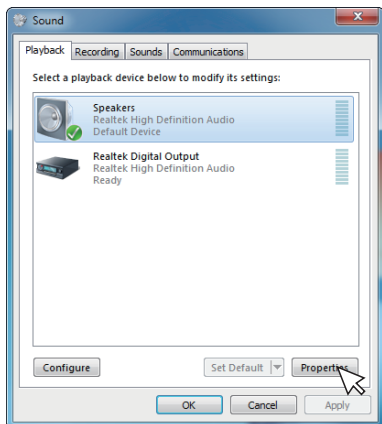 Sound
Playback Recording Sounds Communications
Select a playback device below to modify its settings:
Speakers
Realtek High Definition Audio
Default Device
Realtek Digital Output
Realtek High Definition Audio
Ready
Configure Set Default Properties
OK Cancel Apply